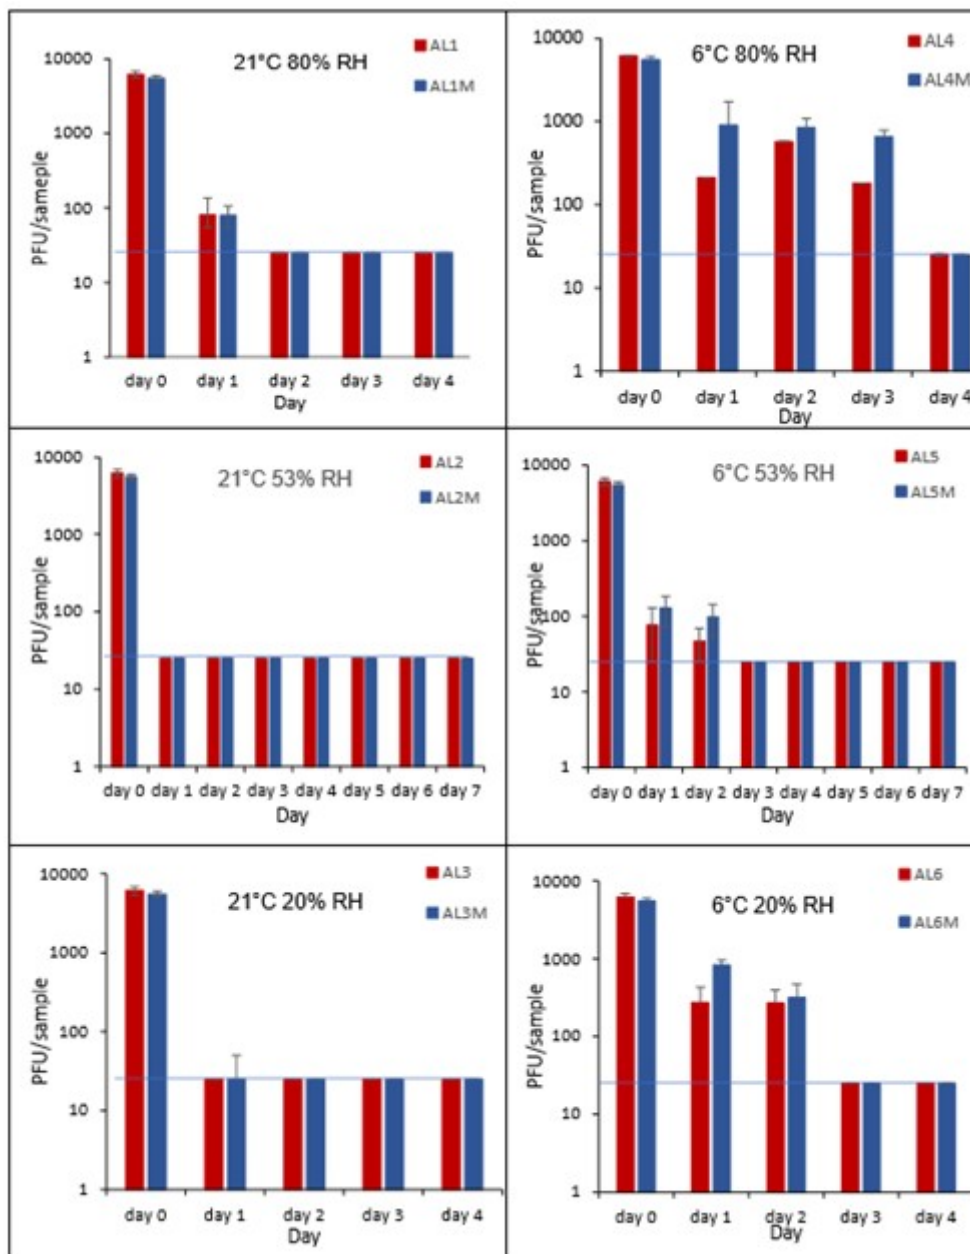 21°C 80% RH
AL1
AL1M
PFU/sameple
10000
1000
100
10
1
day 0 day 1 day 2 day 3 day 4
Day
6°C 80% RH
AL4
AL4M
PFU/sample
10000
1000
100
10
1
day 0 day 1 day 2 day 3 day 4
Day
21°C 53% RH
AL2
AL2M
PFU/sample
10000
1000
100
10
1
day 0 day 1 day 2 day 3 day 4 day 5 day 6 day 7
Day
6°C 53% RH
AL5
AL5M
PFU/sample
10000
1000
100
10
1
day 0 day 1 day 2 day 3 day 4 day 5 day 6 day 7
Day
21°C 20% RH
AL3
AL3M
PFU/sample
10000
1000
100
10
1
day 0 day 1 day 2 day 3 day 4
Day
6°C 20% RH
AL6
AL6M
PFU/sample
10000
1000
100
10
1
day 0 day 1 day 2 day 3 day 4
Day